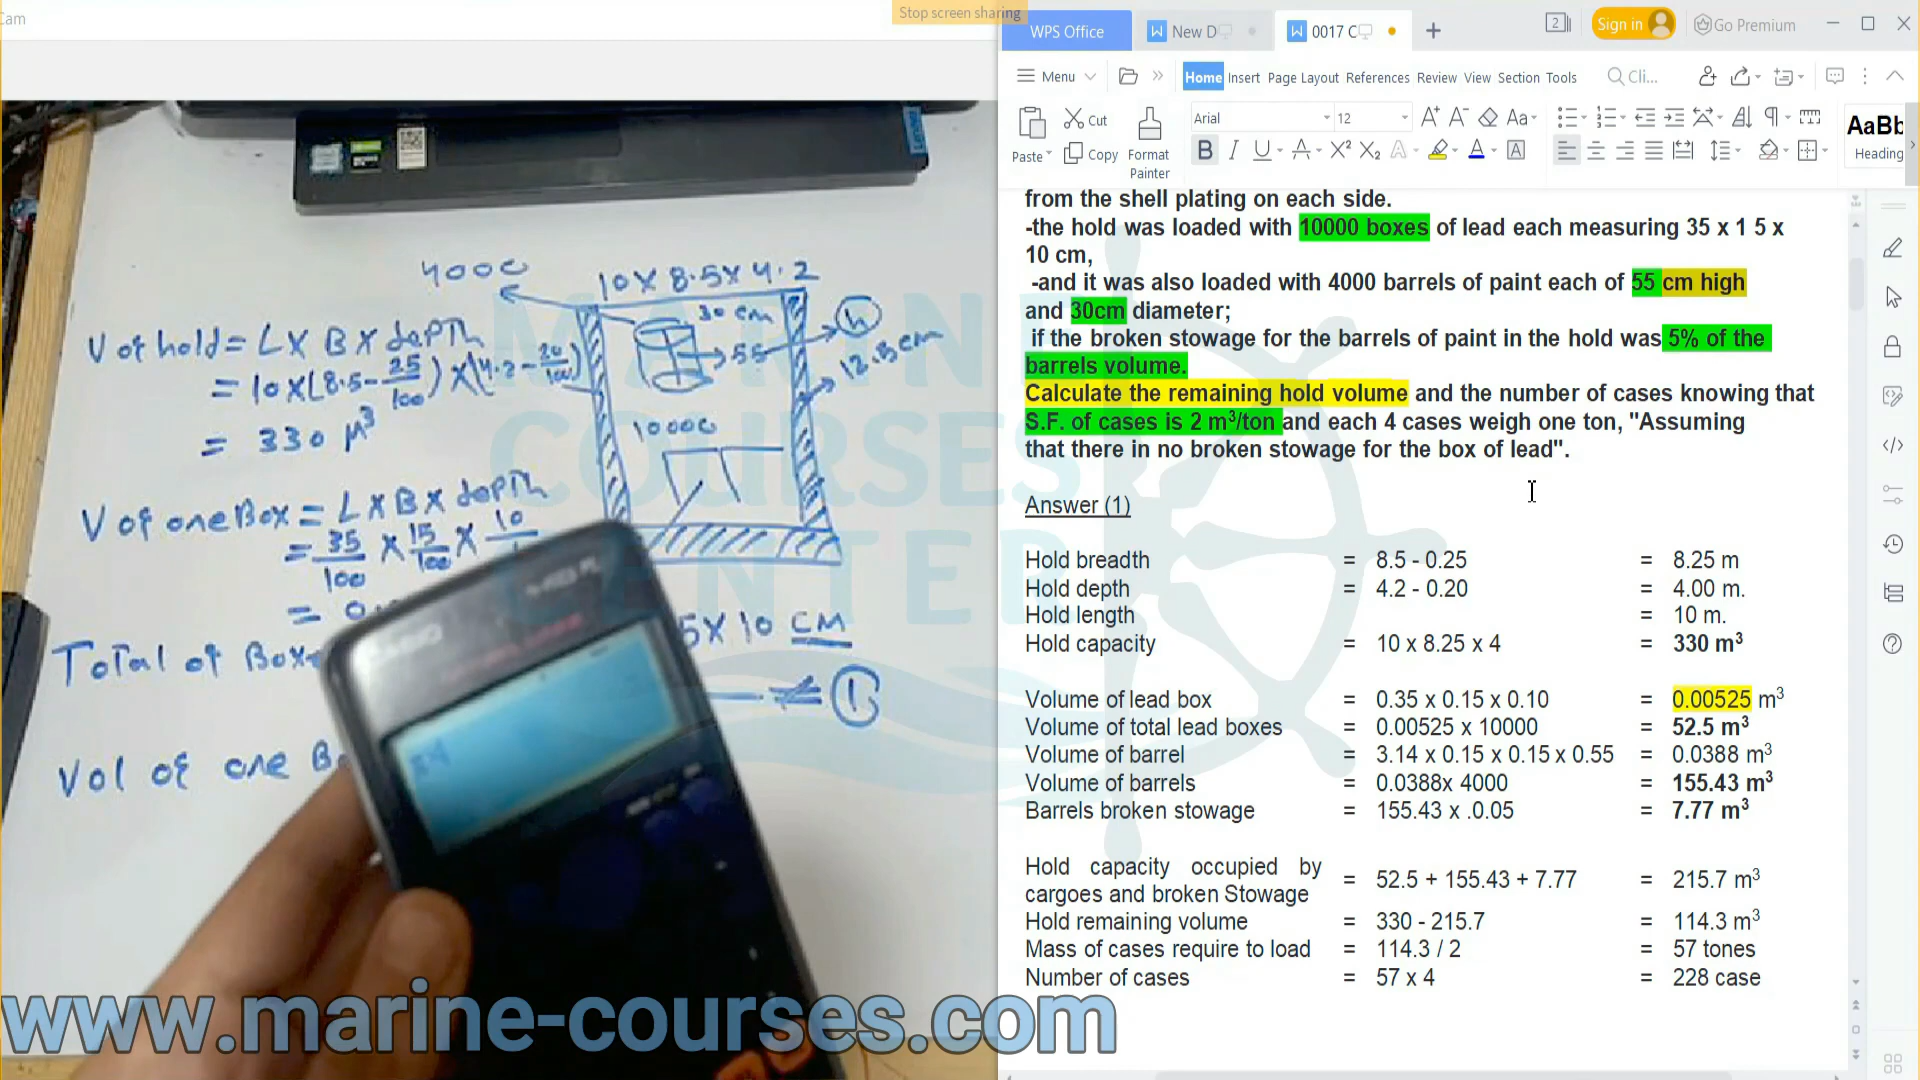 Cam
Stop screen sharing
WPS Office
New D
0017 C
2
Sign in
Go Premium
Menu
Home
Insert
Page Layout
References
Review
View
Section
Tools
Cli...
Paste
Cut
Copy
Format
Painter
Arial
12
AaBb
Heading
from the shell plating on each side.
-the hold was loaded with 10000 boxes of lead each measuring 35 x 1 5 x
10 cm,
-and it was also loaded with 4000 barrels of paint each of 55 cm high
and 30cm diameter;
if the broken stowage for the barrels of paint in the hold was 5% of the
barrels volume.
Calculate the remaining hold volume and the number of cases knowing that
S.F. of cases is 2 m³/ton and each 4 cases weigh one ton, "Assuming
that there in no broken stowage for the box of lead".
Answer (1)
Hold breadth = 8.5 - 0.25 = 8.25 m
Hold depth = 4.2 - 0.20 = 4.00 m.
Hold length = 10 m.
Hold capacity = 10 x 8.25 x 4 = 330 m³
Volume of lead box = 0.35 x 0.15 x 0.10 = 0.00525 m³
Volume of total lead boxes = 0.00525 x 10000 = 52.5 m³
Volume of barrel = 3.14 x 0.15 x 0.15 x 0.55 = 0.0388 m³
Volume of barrels = 0.0388x 4000 = 155.43 m³
Barrels broken stowage = 155.43 x .0.05 = 7.77 m³
Hold capacity occupied by
cargoes and broken Stowage = 52.5 + 155.43 + 7.77 = 215.7 m³
Hold remaining volume = 330 - 215.7 = 114.3 m³
Mass of cases require to load = 114.3 / 2 = 57 tones
Number of cases = 57 x 4 = 228 case
4000
10 X 8.5 X 4.2
30 cm
55
h
12.5cm
10000
V of hold = L X B X depth
= 10 X (8.5 - 25/100) X (4.2 - 20/100)
= 330 M³
V of one Box = L X B X depth
= 35/100 X 15/100 X 10
= 0.
5 X 10 CM
Total of Box
1
Vol of one B
MARINE
COURSES
CENTER
www.marine-courses.com